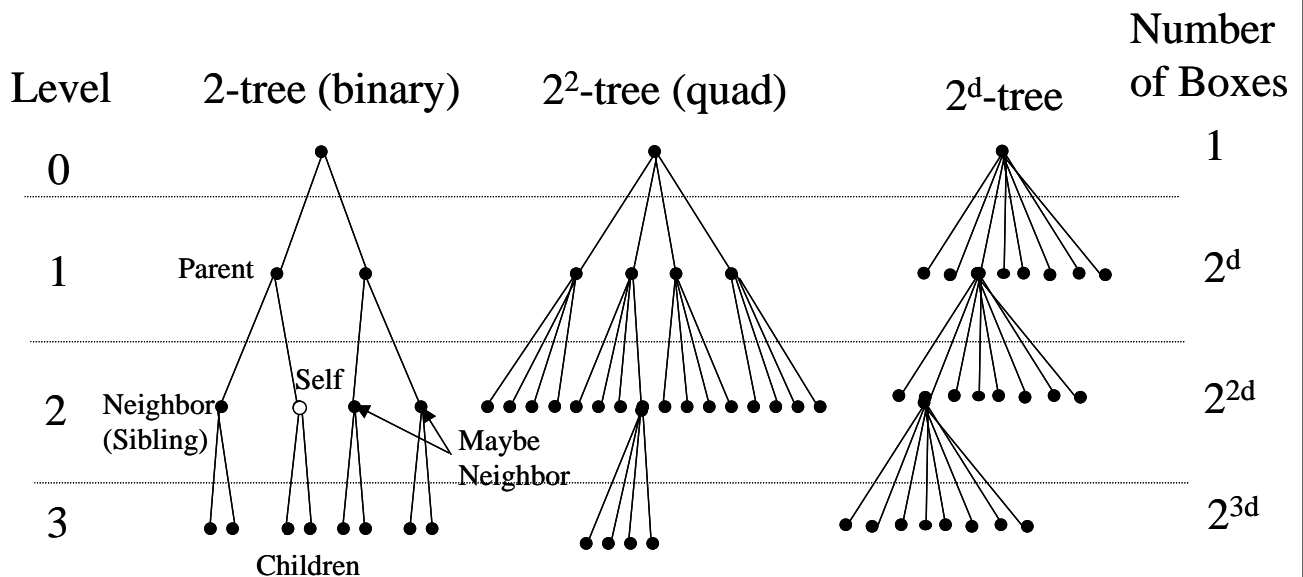 Number
of Boxes
Level 2-tree (binary) 2²-tree (quad) 2ᵈ-tree
0 1
1 Parent 2ᵈ
Self
2 Neighbor 2²ᵈ
(Sibling)
Maybe
Neighbor
3 2³ᵈ
Children